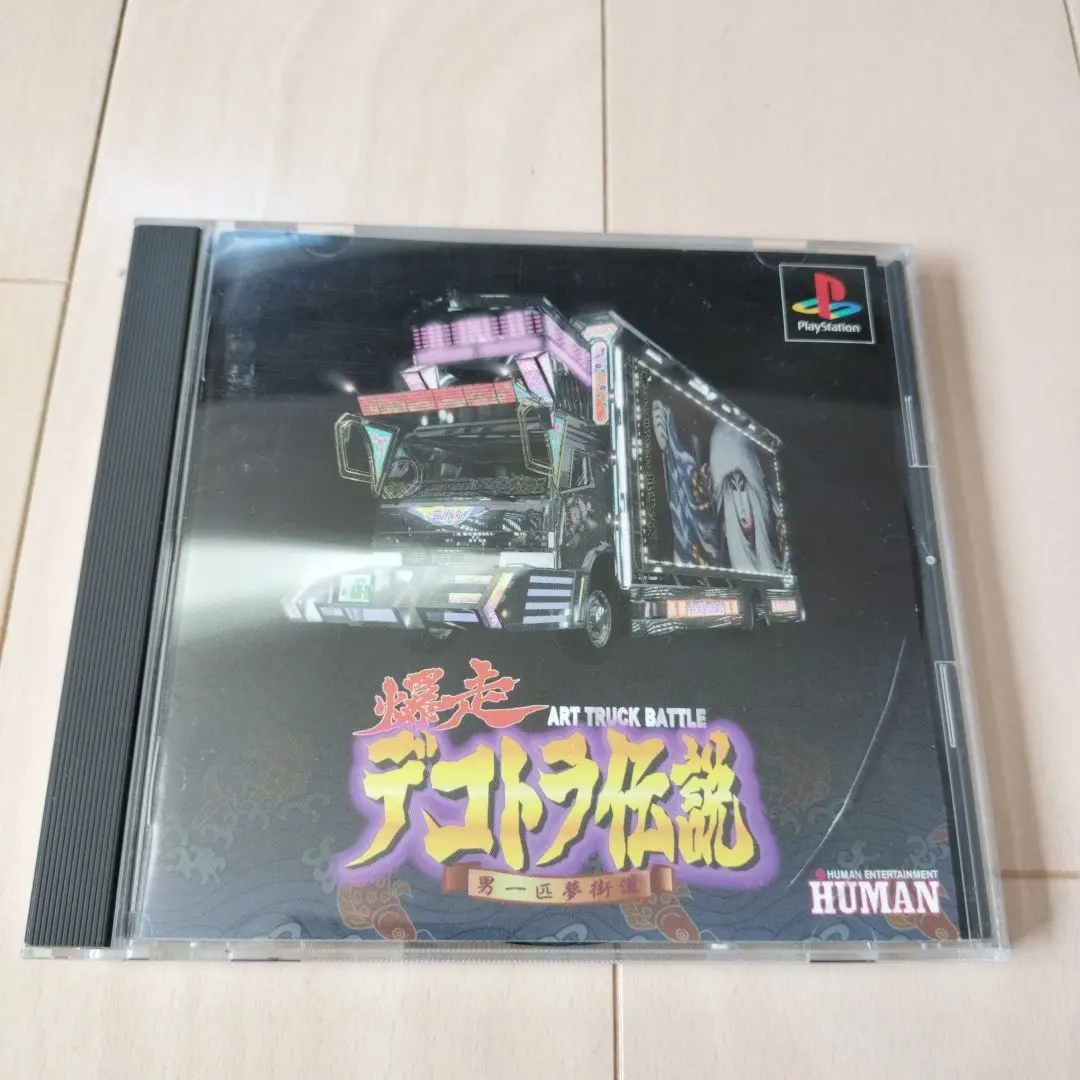 PlayStation
爆走
ART TRUCK BATTLE
デコトラ伝説
男一匹夢街道
HUMAN ENTERTAINMENT
HUMAN